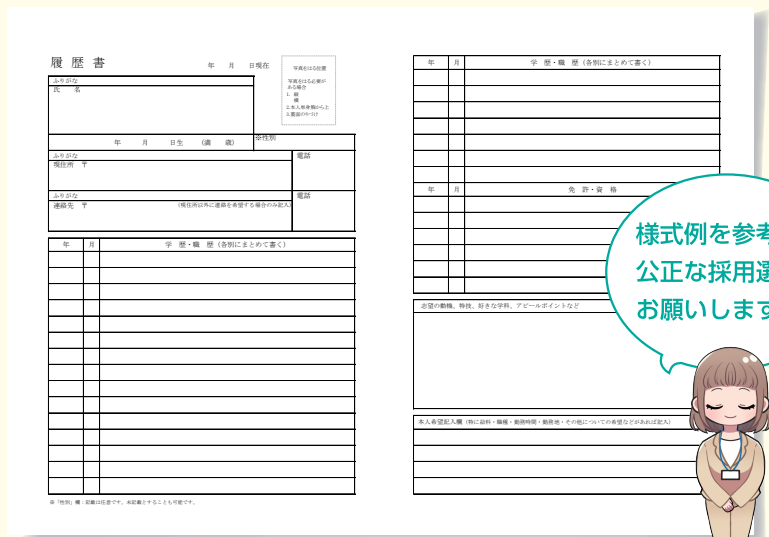 履 歴 書
年 月 日現在
写真をはる位置
写真をはる必要が
ある場合
1. 縦
横
2.本人単身胸から上
3.裏面のりづけ
ふりがな
氏 名
年 月 日生 (満 歳)
※性別
ふりがな
現住所 〒
電話
ふりがな
連絡先 〒
(現住所以外に連絡を希望する場合のみ記入)
電話
年 月 学 歴・職 歴(各別にまとめて書く)
※「性別」欄:記載は任意です。未記載とすることも可能です。
年 月 学 歴・職 歴(各別にまとめて書く)
年 月 免 許・資 格
志望の動機、特技、好きな学科、アピールポイントなど
本人希望記入欄(特に給料・職種・勤務時間・勤務地・その他についての希望などがあれば記入)
様式例を参考
公正な採用選
お願いします